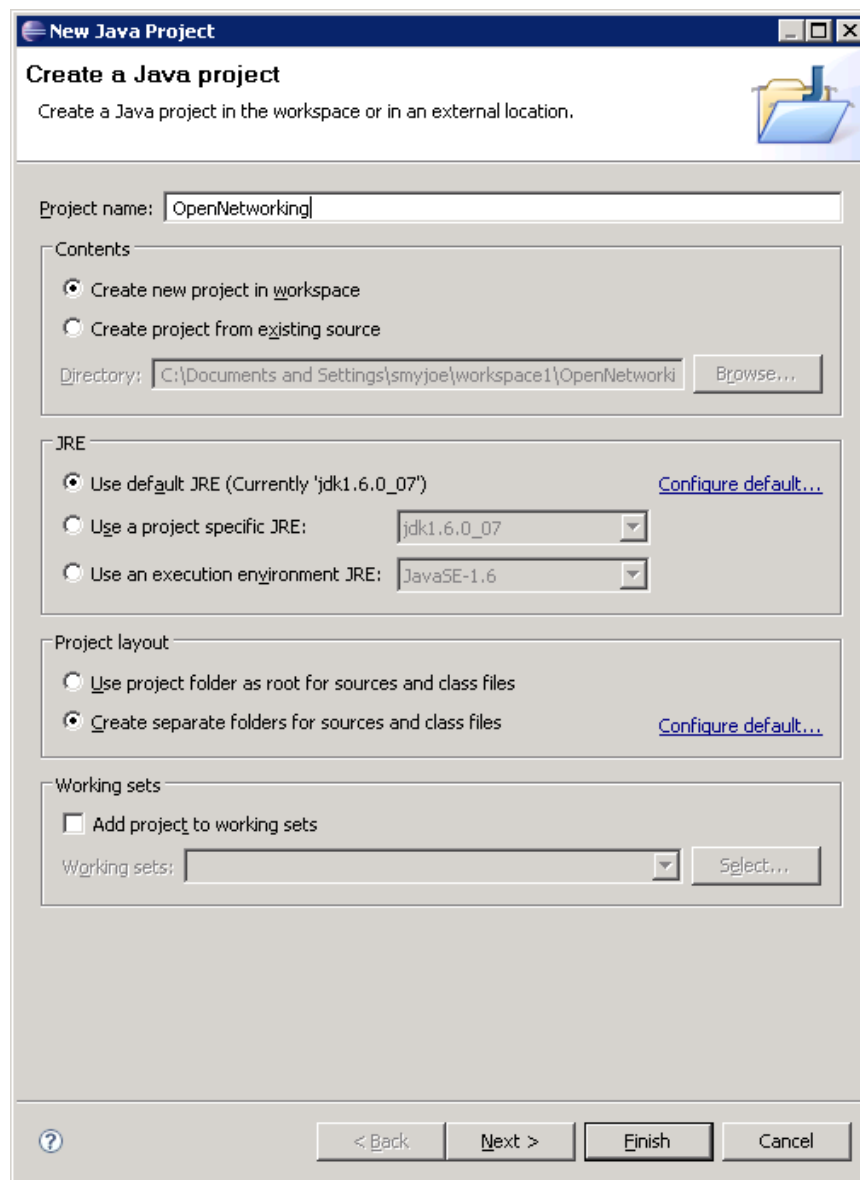 New Java Project
Create a Java project
Create a Java project in the workspace or in an external location.
Project name: OpenNetworking
Contents
Create new project in workspace
Create project from existing source
Directory: C:\Documents and Settings\smyjoe\workspace1\OpenNetworki Browse...
JRE
Use default JRE (Currently 'jdk1.6.0_07') Configure default...
Use a project specific JRE: jdk1.6.0_07
Use an execution environment JRE: JavaSE-1.6
Project layout
Use project folder as root for sources and class files
Create separate folders for sources and class files Configure default...
Working sets
Add project to working sets
Working sets: Select...
? < Back Next > Finish Cancel